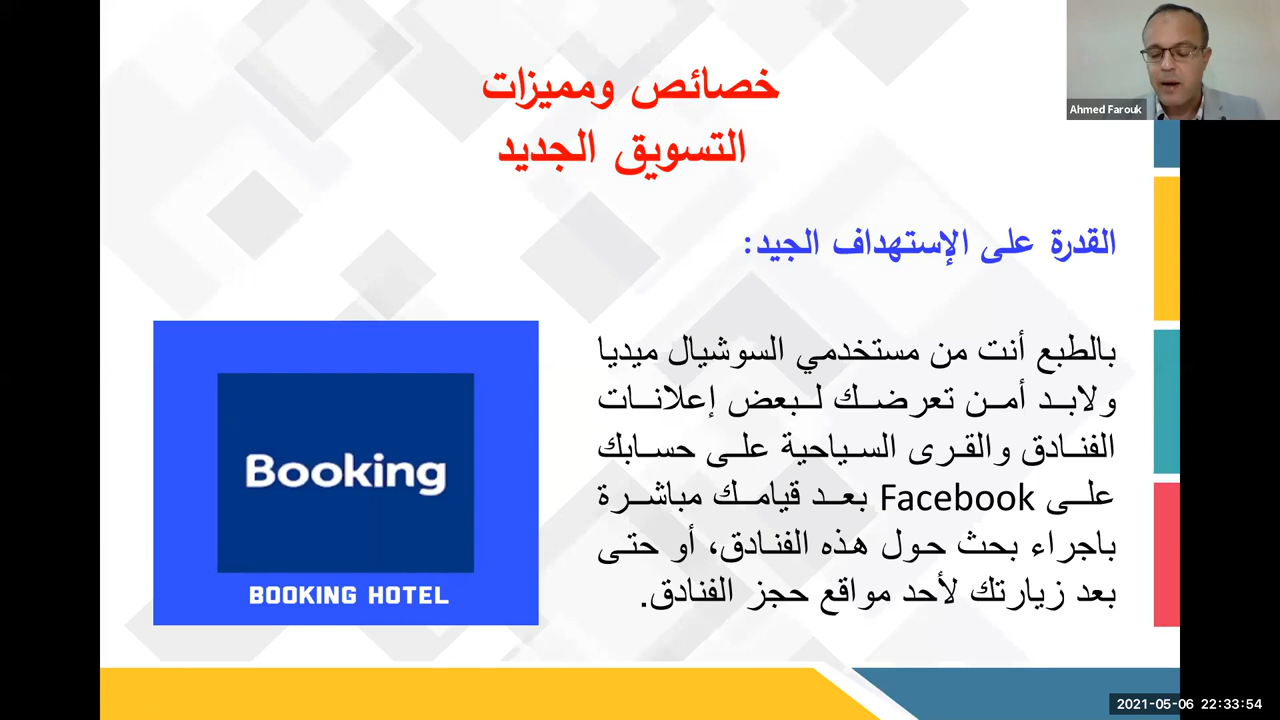 خصائص ومميزات
التسويق الجديد
Ahmed Farouk
القدرة على الإستهداف الجيد:
بالطبع أنت من مستخدمي السوشيال ميديا
ولابد أمن تعرضك لبعض إعلانات
الفنادق والقرى السياحية على حسابك
على Facebook بعد قيامك مباشرة
باجراء بحث حول هذه الفنادق، أو حتى
بعد زيارتك لأحد مواقع حجز الفنادق.
Booking
BOOKING HOTEL
2021-05-06 22:33:54